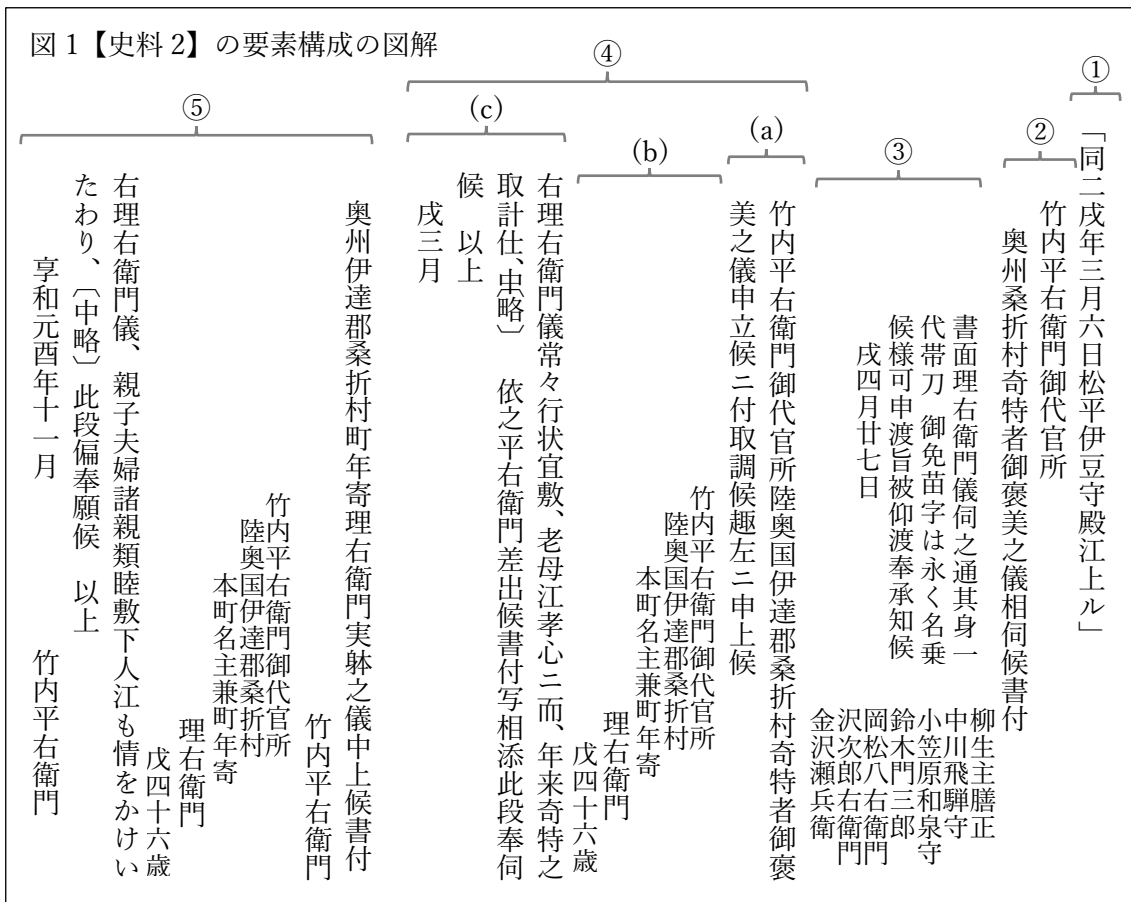 図1【史料2】の要素構成の図解
①
「同二戌年三月六日松平伊豆守殿江上ル」
②
竹内平右衛門御代官所
奥州桑折村奇特者御褒美之儀相伺候書付
③
書面理右衛門儀伺之通其身一
代帯刀 御免苗字は永く名乗
候様可申渡旨被仰渡奉承知候
戌四月廿七日
柳生主膳正
中川飛騨守
小笠原和泉守
鈴木門三郎
岡松八右衛門
沢次郎右衛門
金沢瀬兵衛
④
(a)
竹内平右衛門御代官所陸奥国伊達郡桑折村奇特者御褒
美之儀申立候ニ付取調候趣左ニ申上候
(b)
竹内平右衛門御代官所
陸奥国伊達郡桑折村
本町名主兼町年寄
理右衛門
戊四十六歳
(c)
右理右衛門儀常々行状宜敷、老母江孝心ニ而、年来奇特之
取計仕、〔中略〕 依之平右衛門差出候書付写相添此段奉伺
候 以上
戌三月
⑤
奥州伊達郡桑折村町年寄理右衛門実躰之儀申上候書付
竹内平右衛門
竹内平右衛門御代官所
陸奥国伊達郡桑折村
本町名主兼町年寄
理右衛門
戊四十六歳
右理右衛門儀、親子夫婦諸親類睦敷下人江も情をかけい
たわり、〔中略〕此段偏奉願候 以上
享和元酉年十一月 竹内平右衛門